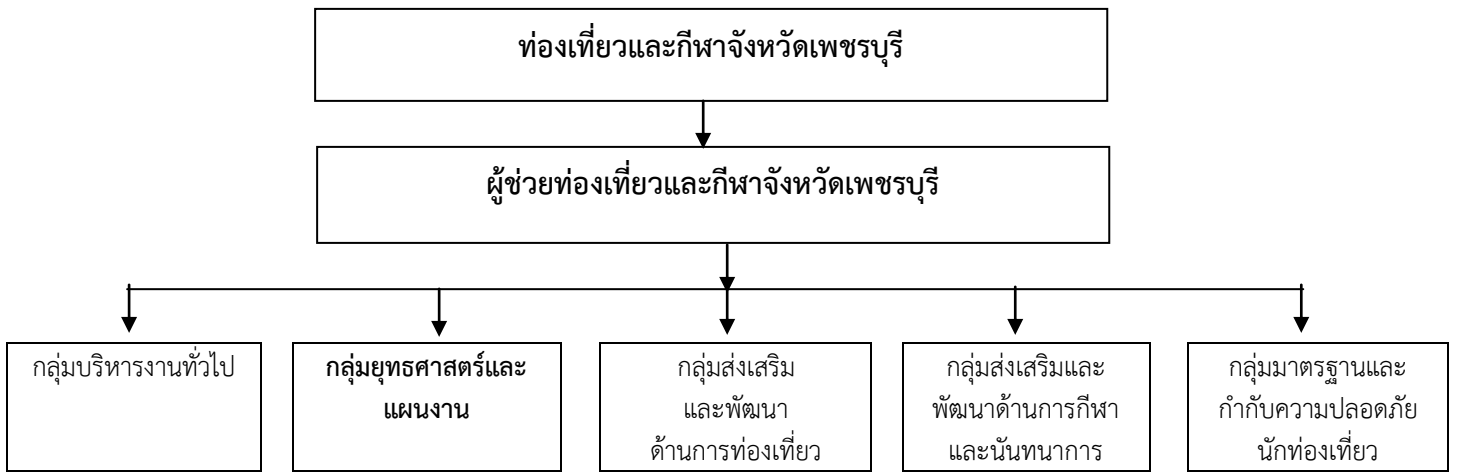 ท่องเที่ยวและกีฬาจังหวัดเพชรบุรี
ผู้ช่วยท่องเที่ยวและกีฬาจังหวัดเพชรบุรี
กลุ่มบริหารงานทั่วไป
กลุ่มยุทธศาสตร์และ
แผนงาน
กลุ่มส่งเสริม
และพัฒนา
ด้านการท่องเที่ยว
กลุ่มส่งเสริมและ
พัฒนาด้านการกีฬา
และนันทนาการ
กลุ่มมาตรฐานและ
กำกับความปลอดภัย
นักท่องเที่ยว